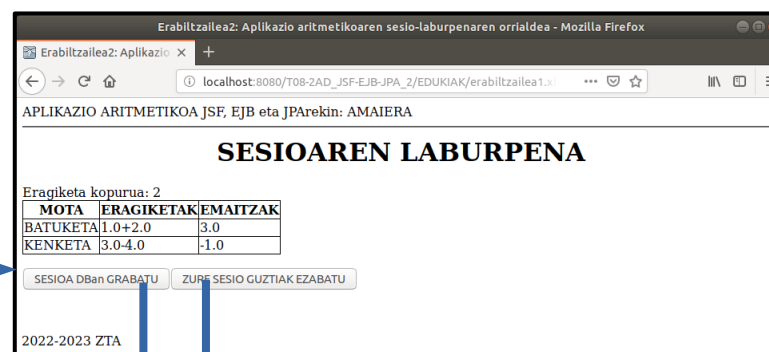 Erabiltzailea2: Aplikazio aritmetikoaren sesio-laburpenaren orrialdea - Mozilla Firefox
Erabiltzailea2: Aplikazio
localhost:8080/T08-2AD_JSF-EJB-JPA_2/EDUKIAK/erabiltzailea1.x
APLIKAZIO ARITMETIKOA JSF, EJB eta JPArekin: AMAIERA
SESIOAREN LABURPENA
Eragiketa kopurua: 2
MOTA ERAGIKETAK EMAITZAK
BATUKETA 1.0+2.0 3.0
KENKETA 3.0-4.0 -1.0
SESIOA DBan GRABATU ZURE SESIO GUZTIAK EZABATU
2022-2023 ZTA